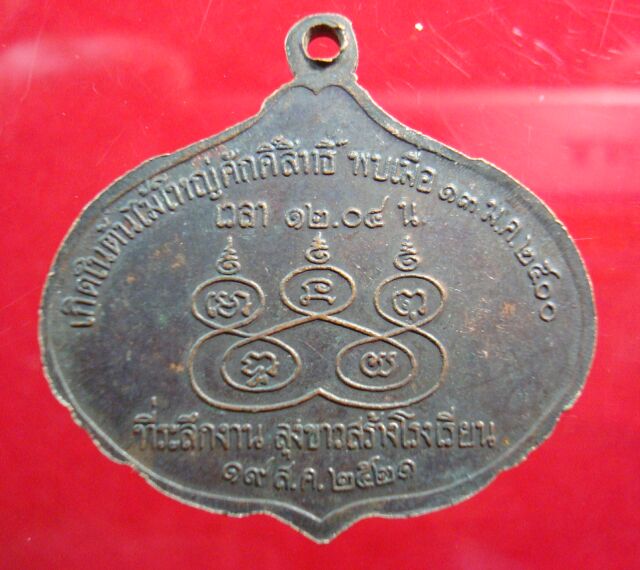 เกิดในต้นไม้ใหญ่ศักดิ์สิทธิ์ พบเมื่อ ๑๓ ม.ค. ๒๕๐๐
เวลา ๑๒.๐๔ น.
ที่ระลึกงาน ลุงขาวสร้างโรงเรียน
๑๙ ส.ค. ๒๕๒๑